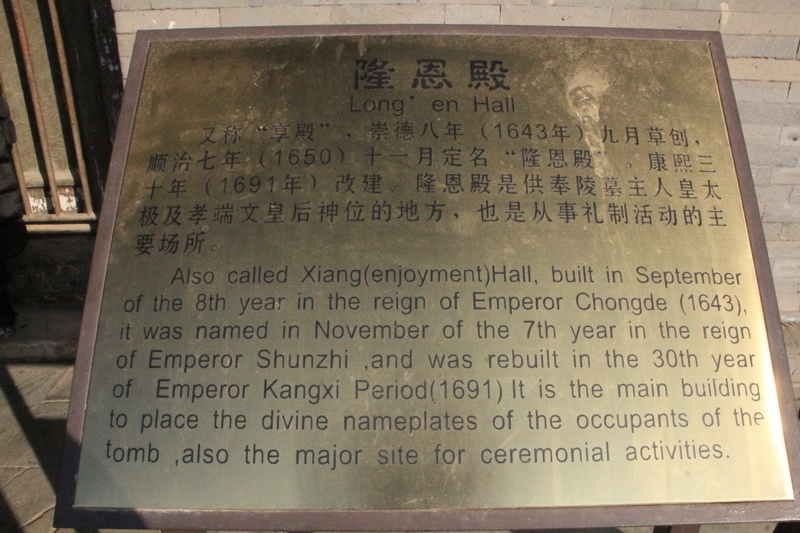 隆恩殿
Long' en Hall
又称“享殿”、崇德八年（1643年）九月草创，
顺治七年（1650）十一月定名“隆恩殿”。康熙三
十年（1691年）改建。隆恩殿是供奉陵墓主人皇太
极及孝端文皇后神位的地方，也是从事礼制活动的主
要场所。
Also called Xiang(enjoyment)Hall, built in September
of the 8th year in the reign of Emperor Chongde (1643),
it was named in November of the 7th year in the reign
of Emperor Shunzhi ,and was rebuilt in the 30th year
of Emperor Kangxi Period(1691) It is the main building
to place the divine nameplates of the occupants of the
tomb ,also the major site for ceremonial activities.